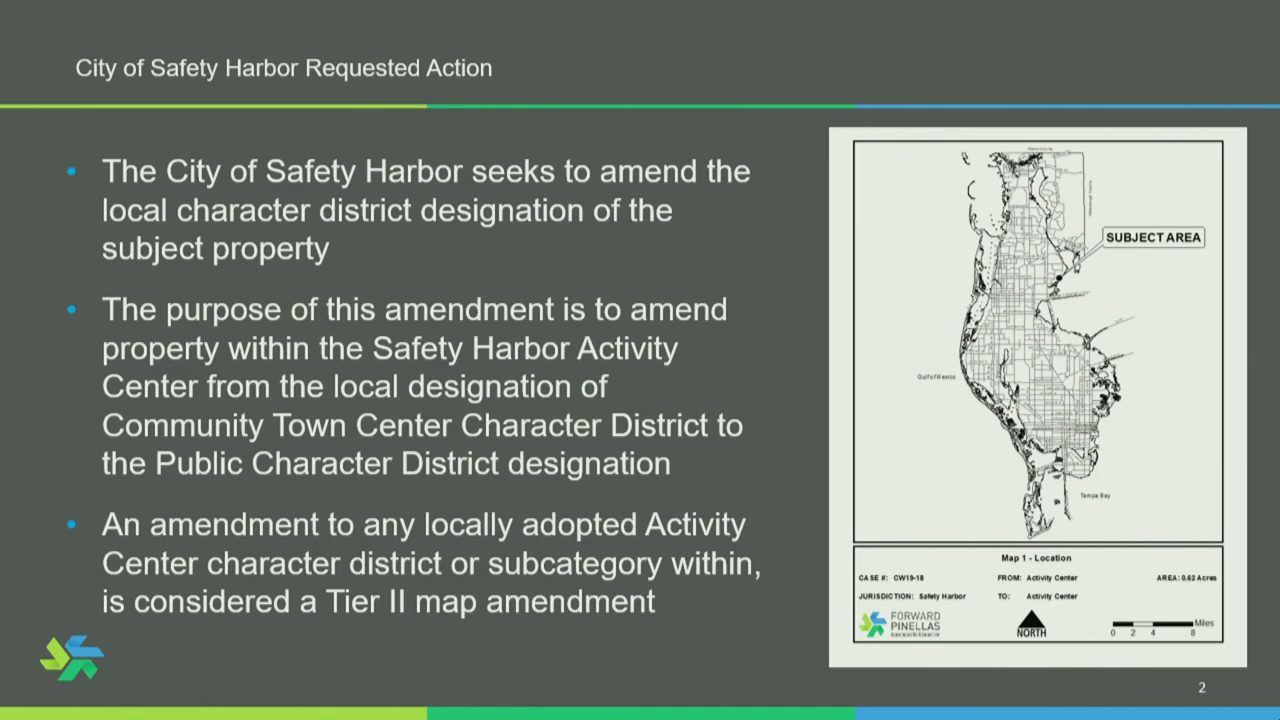 City of Safety Harbor Requested Action
• The City of Safety Harbor seeks to amend the
local character district designation of the
subject property
• The purpose of this amendment is to amend
property within the Safety Harbor Activity
Center from the local designation of
Community Town Center Character District to
the Public Character District designation
• An amendment to any locally adopted Activity
Center character district or subcategory within,
is considered a Tier II map amendment
SUBJECT AREA
Gulf of Mexico
Tampa Bay
Map 1 - Location
CASE #: CW19-18 FROM: Activity Center AREA: 0.62 Acres
JURISDICTION: Safety Harbor TO: Activity Center
FORWARD
PINELLAS
NORTH
Miles
0 2 4 8
2